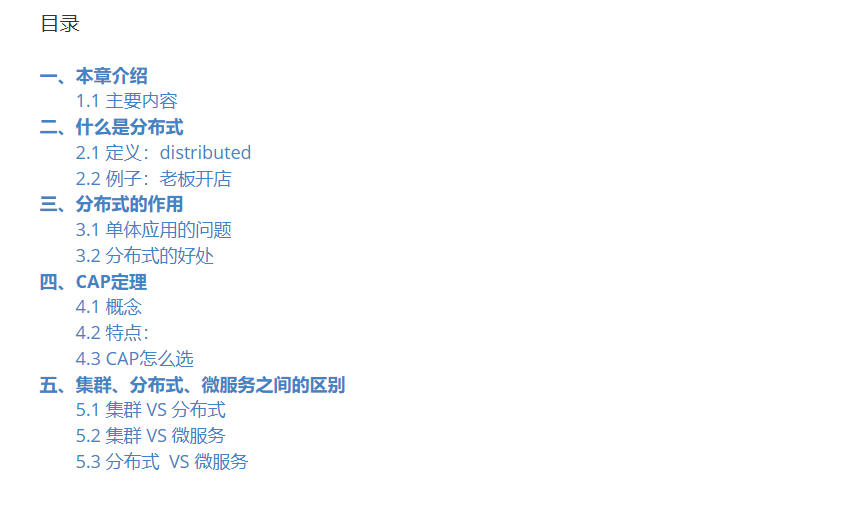 目录
一、本章介绍
1.1 主要内容
二、什么是分布式
2.1 定义：distributed
2.2 例子：老板开店
三、分布式的作用
3.1 单体应用的问题
3.2 分布式的好处
四、CAP定理
4.1 概念
4.2 特点：
4.3 CAP怎么选
五、集群、分布式、微服务之间的区别
5.1 集群 VS 分布式
5.2 集群 VS 微服务
5.3 分布式  VS 微服务